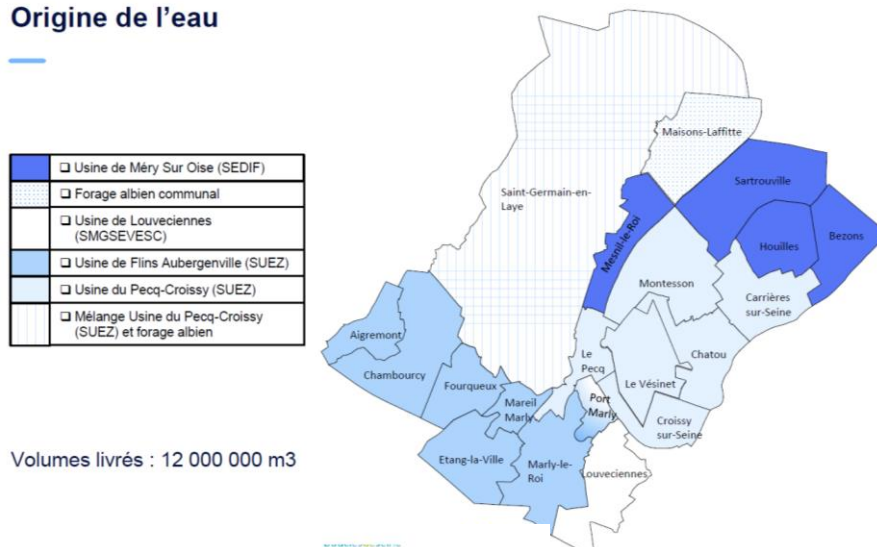 Origine de l’eau
❑ Usine de Méry Sur Oise (SEDIF)
❑ Forage albien communal
❑ Usine de Louveciennes
(SMGSEVESC)
❑ Usine de Flins Aubergenville (SUEZ)
❑ Usine du Pecq-Croissy (SUEZ)
❑ Mélange Usine du Pecq-Croissy
(SUEZ) et forage albien
Volumes livrés : 12 000 000 m3
Maisons-Laffitte
Saint-Germain-en-
Laye
Sartrouville
Mesnil-le-Roi
Houilles
Bezons
Montesson
Carrières
sur-Seine
Aigremont
Chambourcy
Fourqueux
Mareil
Marly
Le
Pecq
Chatou
Le Vésinet
Port
Marly
Croissy
sur-Seine
Etang-la-Ville
Marly-le-
Roi
Louveciennes